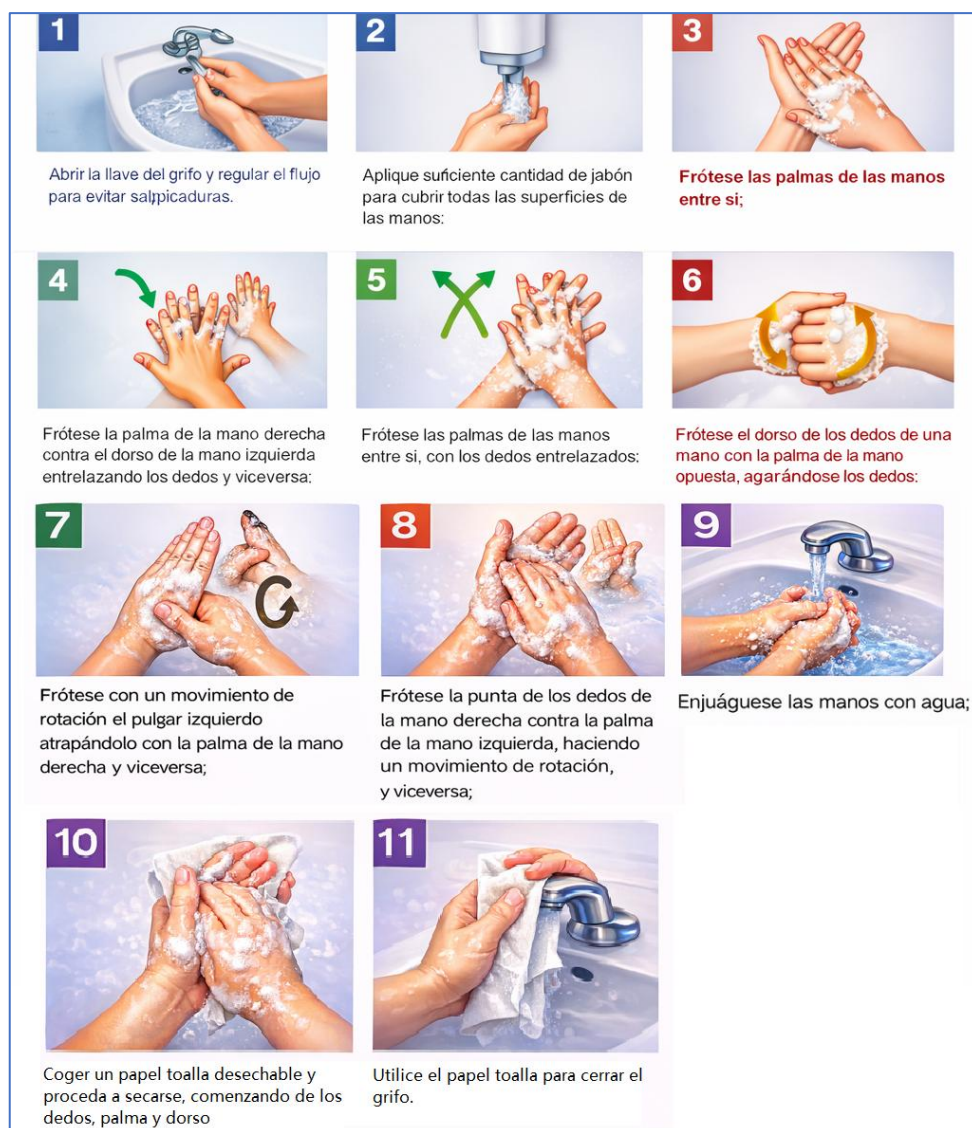 1
Abrir la llave del grifo y regular el flujo
para evitar salpicaduras.
2
Aplique suficiente cantidad de jabón
para cubrir todas las superficies de
las manos:
3
Frótese las palmas de las manos
entre si;
4
Frótese la palma de la mano derecha
contra el dorso de la mano izquierda
entrelazando los dedos y viceversa;
5
Frótese las palmas de las manos
entre si, con los dedos entrelazados:
6
Frótese el dorso de los dedos de una
mano con la palma de la mano
opuesta, agarándose los dedos:
7
Frótese con un movimiento de
rotación el pulgar izquierdo
atrapándolo con la palma de la mano
derecha y viceversa;
8
Frótese la punta de los dedos de
la mano derecha contra la palma
de la mano izquierda, haciendo
un movimiento de rotación,
y viceversa;
9
Enjuáguese las manos con agua;
10
Coger un papel toalla desechable y
proceda a secarse, comenzando de los
dedos, palma y dorso
11
Utilice el papel toalla para cerrar el
grifo.